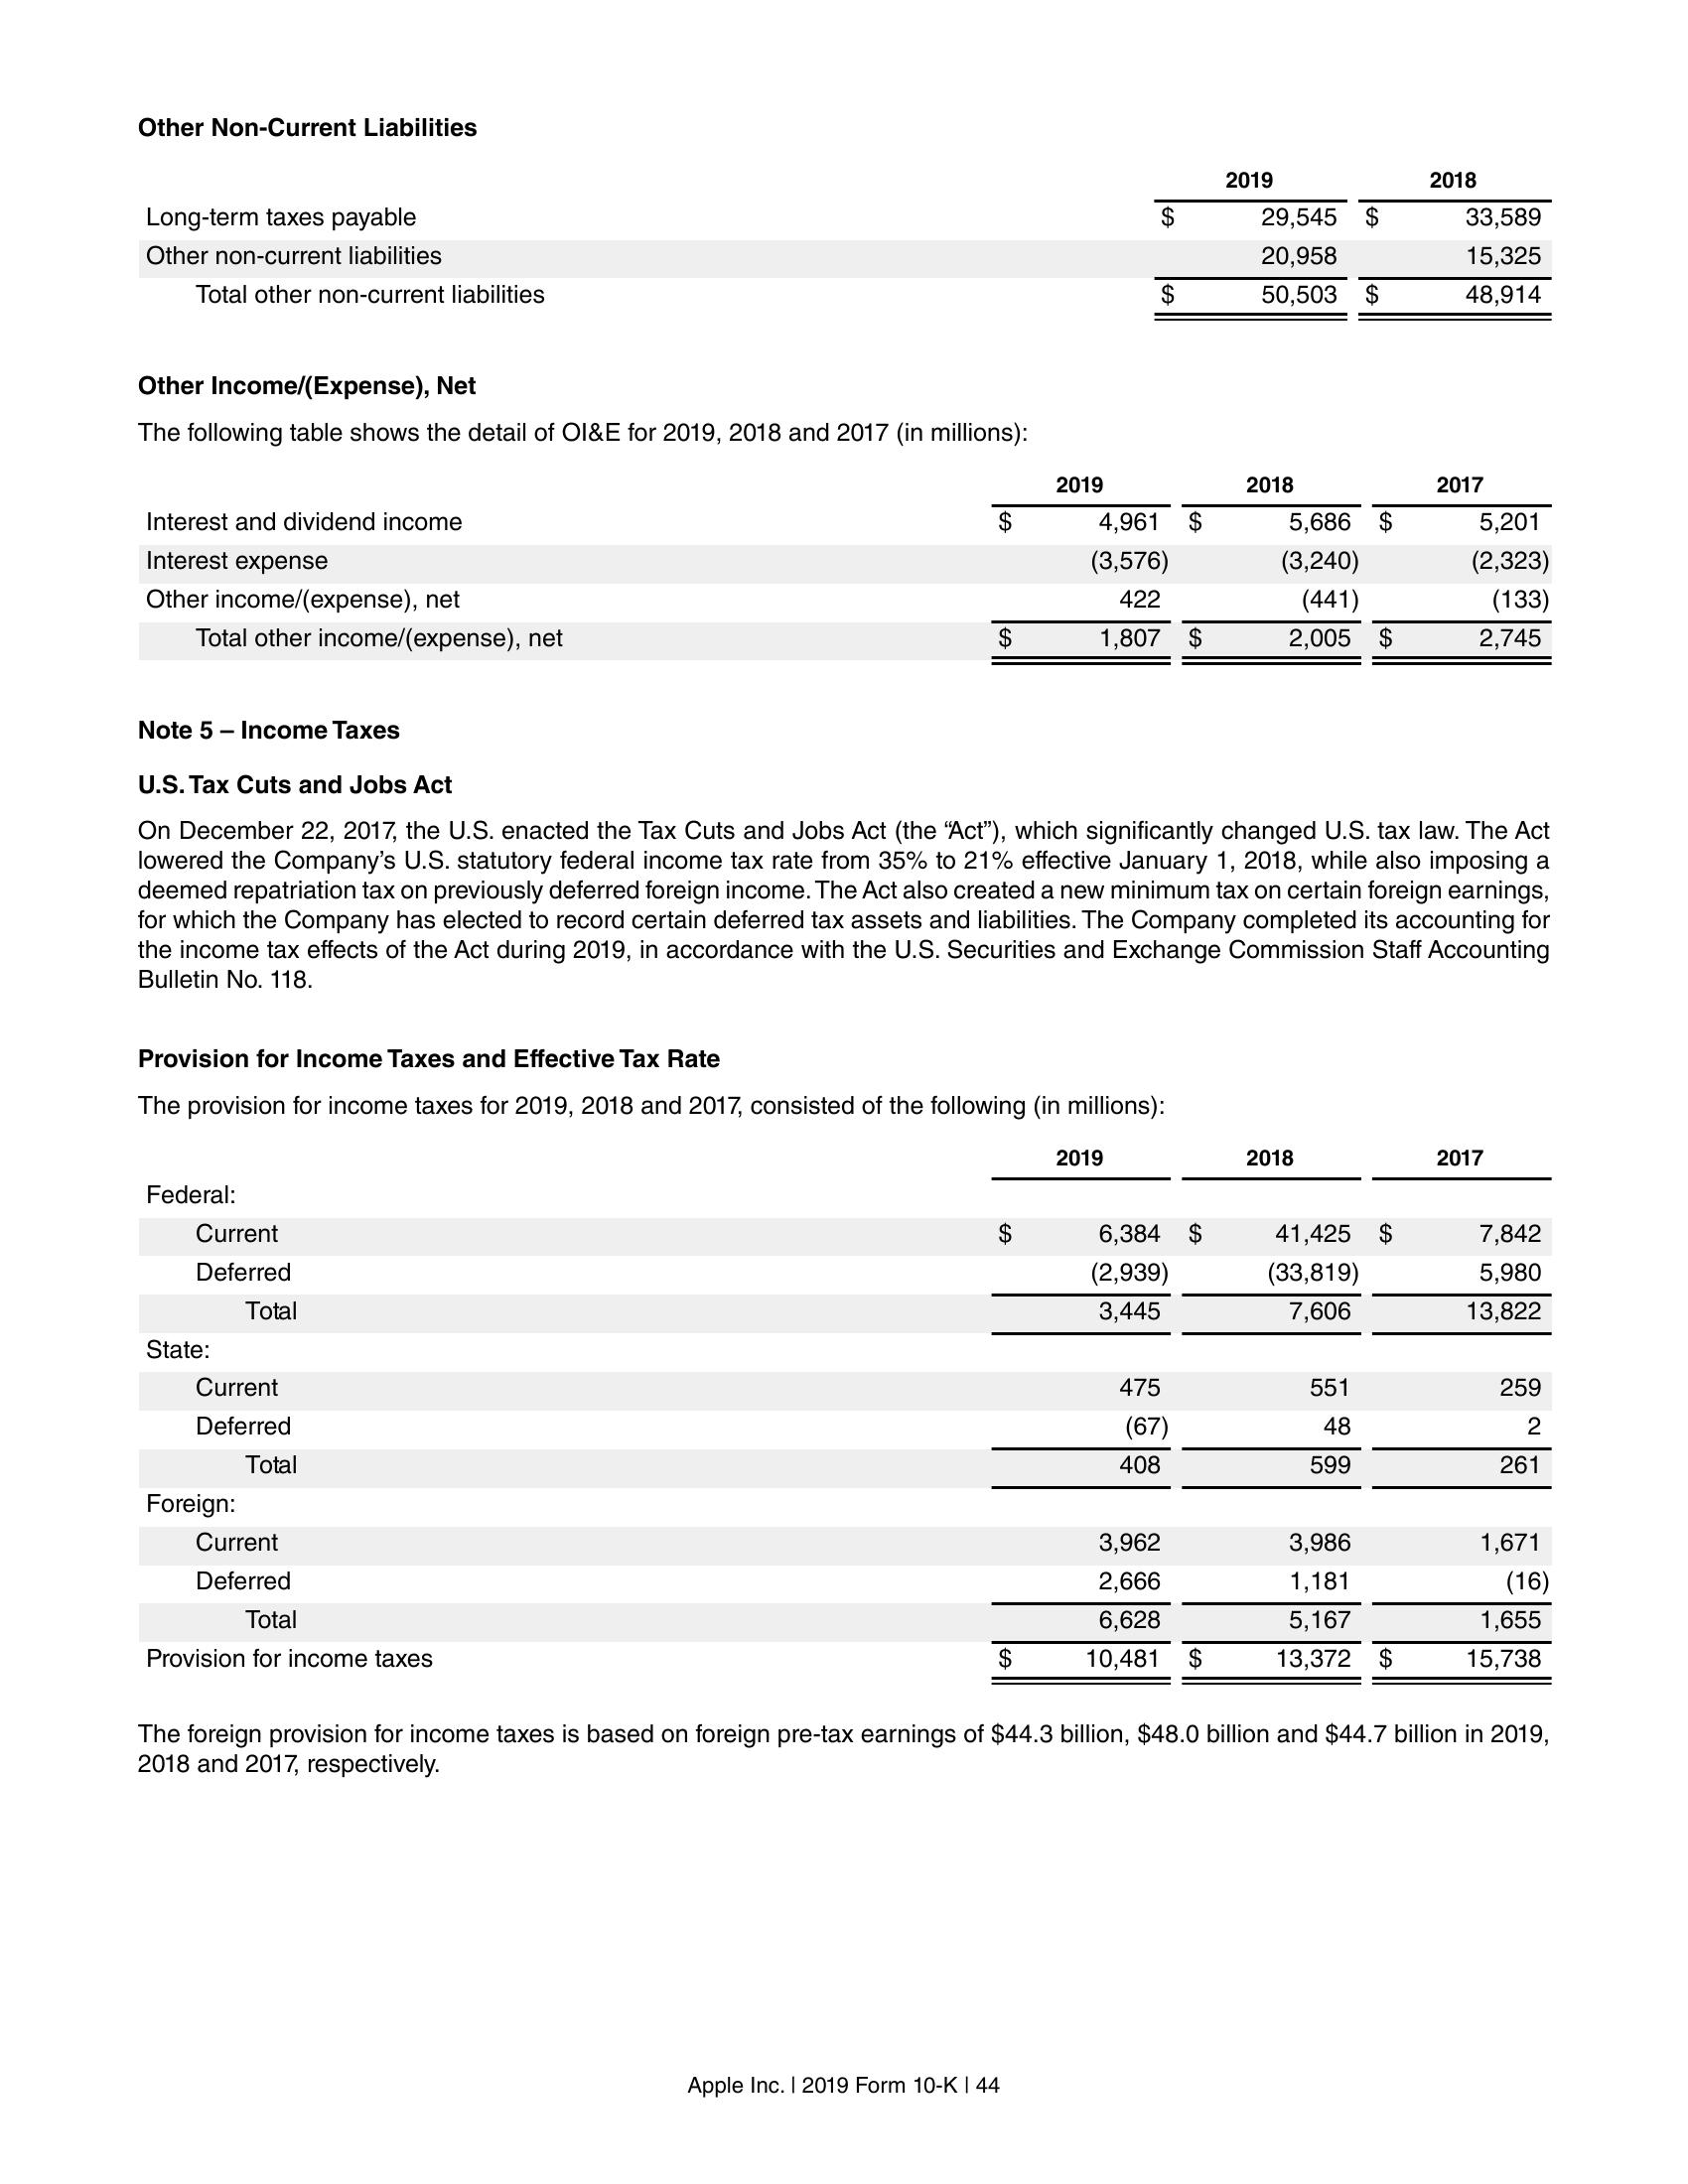 Other Non-Current Liabilities
2019 2018
Long-term taxes payable $ 29,545 $ 33,589
Other non-current liabilities 20,958 15,325
Total other non-current liabilities $ 50,503 $ 48,914
Other Income/(Expense), Net
The following table shows the detail of OI&E for 2019, 2018 and 2017 (in millions):
2019 2018 2017
Interest and dividend income $ 4,961 $ 5,686 $ 5,201
Interest expense (3,576) (3,240) (2,323)
Other income/(expense), net 422 (441) (133)
Total other income/(expense), net $ 1,807 $ 2,005 $ 2,745
Note 5 – Income Taxes
U.S. Tax Cuts and Jobs Act
On December 22, 2017, the U.S. enacted the Tax Cuts and Jobs Act (the “Act”), which significantly changed U.S. tax law. The Act
lowered the Company’s U.S. statutory federal income tax rate from 35% to 21% effective January 1, 2018, while also imposing a
deemed repatriation tax on previously deferred foreign income. The Act also created a new minimum tax on certain foreign earnings,
for which the Company has elected to record certain deferred tax assets and liabilities. The Company completed its accounting for
the income tax effects of the Act during 2019, in accordance with the U.S. Securities and Exchange Commission Staff Accounting
Bulletin No. 118.
Provision for Income Taxes and Effective Tax Rate
The provision for income taxes for 2019, 2018 and 2017, consisted of the following (in millions):
2019 2018 2017
Federal:
Current $ 6,384 $ 41,425 $ 7,842
Deferred (2,939) (33,819) 5,980
Total 3,445 7,606 13,822
State:
Current 475 551 259
Deferred (67) 48 2
Total 408 599 261
Foreign:
Current 3,962 3,986 1,671
Deferred 2,666 1,181 (16)
Total 6,628 5,167 1,655
Provision for income taxes $ 10,481 $ 13,372 $ 15,738
The foreign provision for income taxes is based on foreign pre-tax earnings of $44.3 billion, $48.0 billion and $44.7 billion in 2019,
2018 and 2017, respectively.
Apple Inc. | 2019 Form 10-K | 44